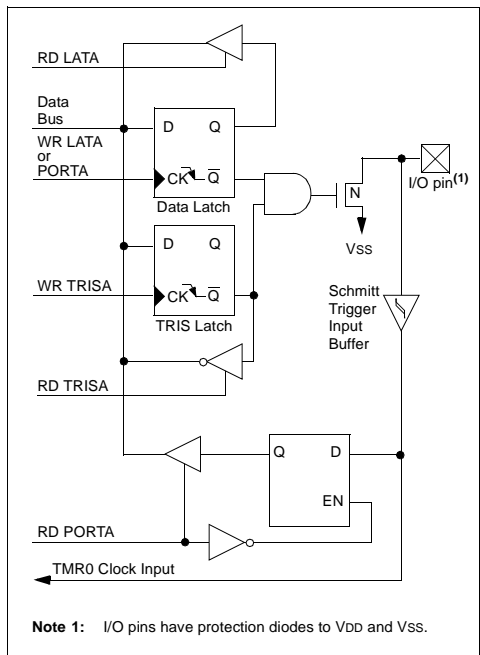 RD LATA
Data
Bus
WR LATA
or
PORTA
D Q
CK Q̅
Data Latch
N
I/O pin(1)
VSS
D Q
WR TRISA
CK Q̅
TRIS Latch
Schmitt
Trigger
Input
Buffer
RD TRISA
Q D
EN
RD PORTA
TMR0 Clock Input
Note 1: I/O pins have protection diodes to VDD and VSS.